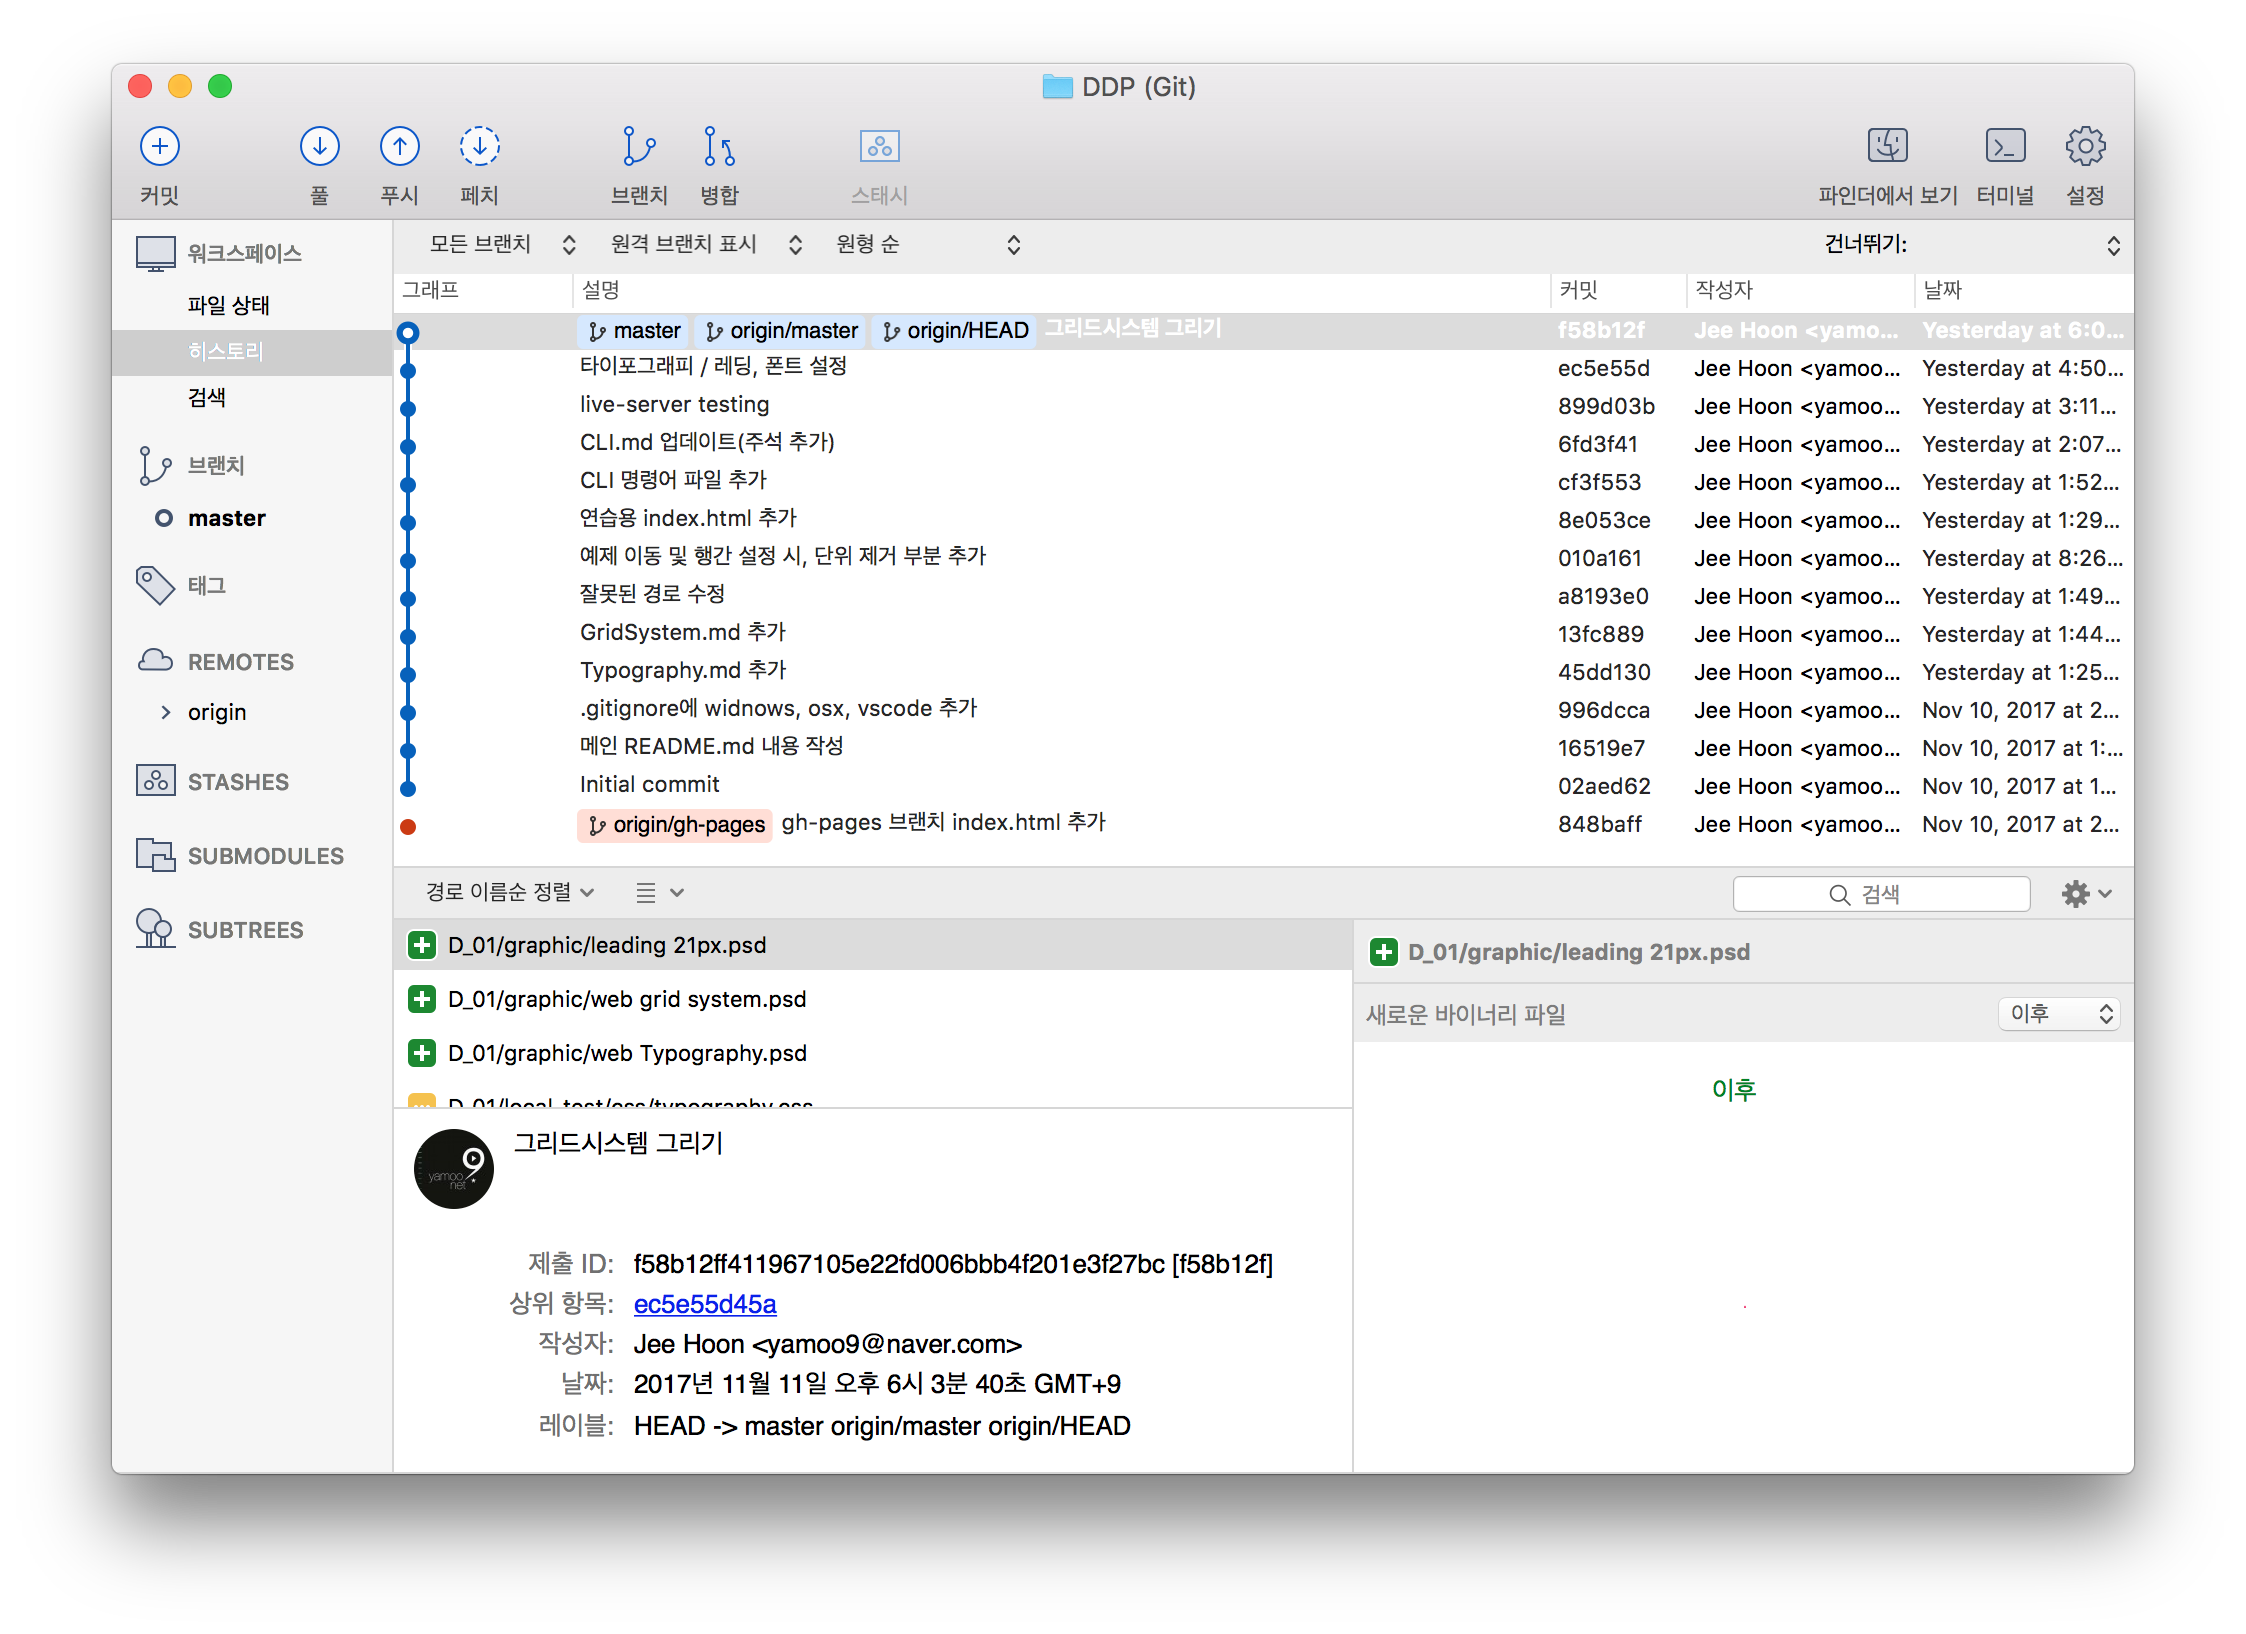 DDP (Git)
커밋 풀 푸시 페치 브랜치 병합 스태시 파인더에서 보기 터미널 설정
워크스페이스
파일 상태
히스토리
검색
브랜치
master
태그
REMOTES
origin
STASHES
SUBMODULES
SUBTREES
모든 브랜치 원격 브랜치 표시 원형 순 건너뛰기:
그래프 설명 커밋 작성자 날짜
master origin/master origin/HEAD 그리드시스템 그리기 f58b12f Jee Hoon <yamo... Yesterday at 6:0...
타이포그래피 / 레딩, 폰트 설정 ec5e55d Jee Hoon <yamoo... Yesterday at 4:50...
live-server testing 899d03b Jee Hoon <yamoo... Yesterday at 3:11...
CLI.md 업데이트(주석 추가) 6fd3f41 Jee Hoon <yamoo... Yesterday at 2:07...
CLI 명령어 파일 추가 cf3f553 Jee Hoon <yamoo... Yesterday at 1:52...
연습용 index.html 추가 8e053ce Jee Hoon <yamoo... Yesterday at 1:29...
예제 이동 및 행간 설정 시, 단위 제거 부분 추가 010a161 Jee Hoon <yamoo... Yesterday at 8:26...
잘못된 경로 수정 a8193e0 Jee Hoon <yamoo... Yesterday at 1:49...
GridSystem.md 추가 13fc889 Jee Hoon <yamoo... Yesterday at 1:44...
Typography.md 추가 45dd130 Jee Hoon <yamoo... Yesterday at 1:25...
.gitignore에 widnows, osx, vscode 추가 996dcca Jee Hoon <yamoo... Nov 10, 2017 at 2...
메인 README.md 내용 작성 16519e7 Jee Hoon <yamoo... Nov 10, 2017 at 1:...
Initial commit 02aed62 Jee Hoon <yamoo... Nov 10, 2017 at 1...
origin/gh-pages gh-pages 브랜치 index.html 추가 848baff Jee Hoon <yamoo... Nov 10, 2017 at 2...
경로 이름순 정렬 검색
D_01/graphic/leading 21px.psd
D_01/graphic/web grid system.psd
D_01/graphic/web Typography.psd
D_01/local-test/css/typography.css
D_01/graphic/leading 21px.psd
새로운 바이너리 파일 이후
이후
yamoo9
net
그리드시스템 그리기
제출 ID: f58b12ff411967105e22fd006bbb4f201e3f27bc [f58b12f]
상위 항목: ec5e55d45a
작성자: Jee Hoon <yamoo9@naver.com>
날짜: 2017년 11월 11일 오후 6시 3분 40초 GMT+9
레이블: HEAD -> master origin/master origin/HEAD